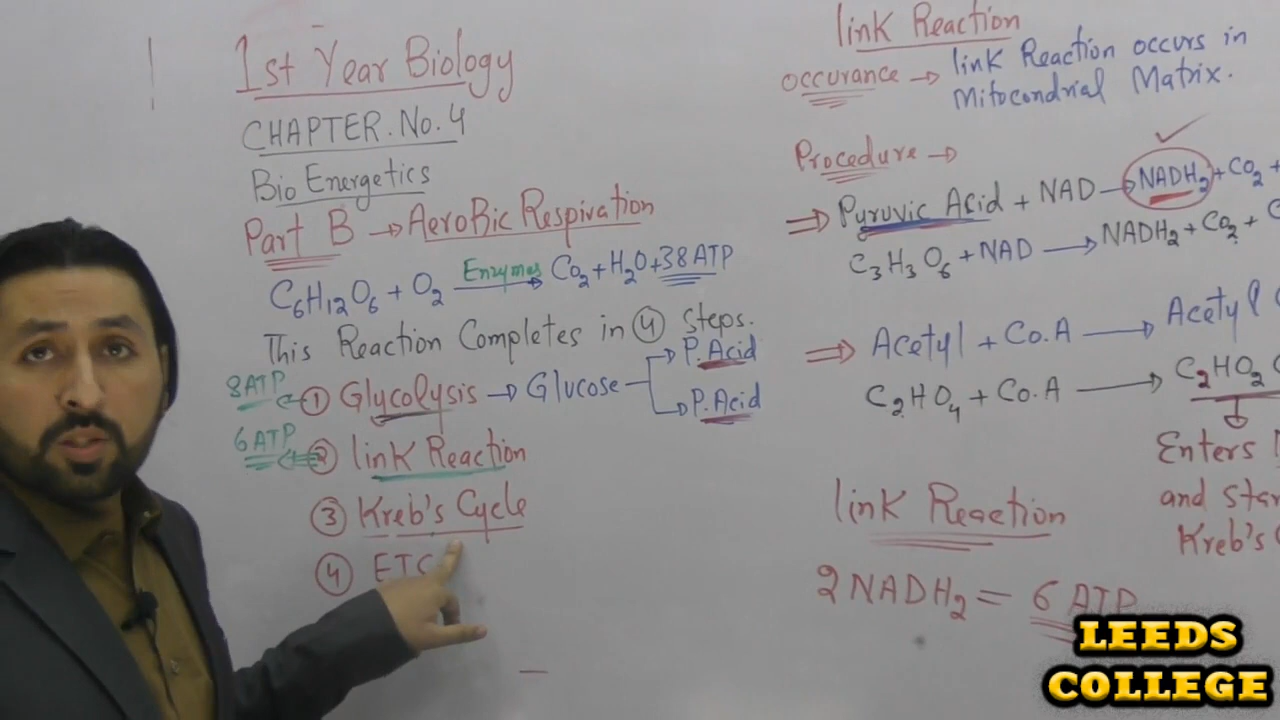 1st Year Biology
CHAPTER. No. 4
Bio Energetics
Part B → AeroBic Respiration
C6H12O6 + O2 Enzymes → CO2 + H2O + 38 ATP
This Reaction Completes in ④ Steps.
8ATP ← ① Glycolysis → Glucose → P. Acid
→ P. Acid
6ATP ← ② link Reaction
③ Kreb's Cycle
④ ETC
link Reaction
occurance → link Reaction occurs in
Mitocondrial Matrix.
Procedure →
⇒ Pyruvic Acid + NAD → NADH2 + CO2 +
C3H3O6 + NAD → NADH2 + CO2 +
⇒ Acetyl + Co.A → Acetyl
C2HO4 + Co.A → C2HO2
Enters
and
Kreb's
link Reaction
2NADH2 = 6 ATP
LEEDS
COLLEGE